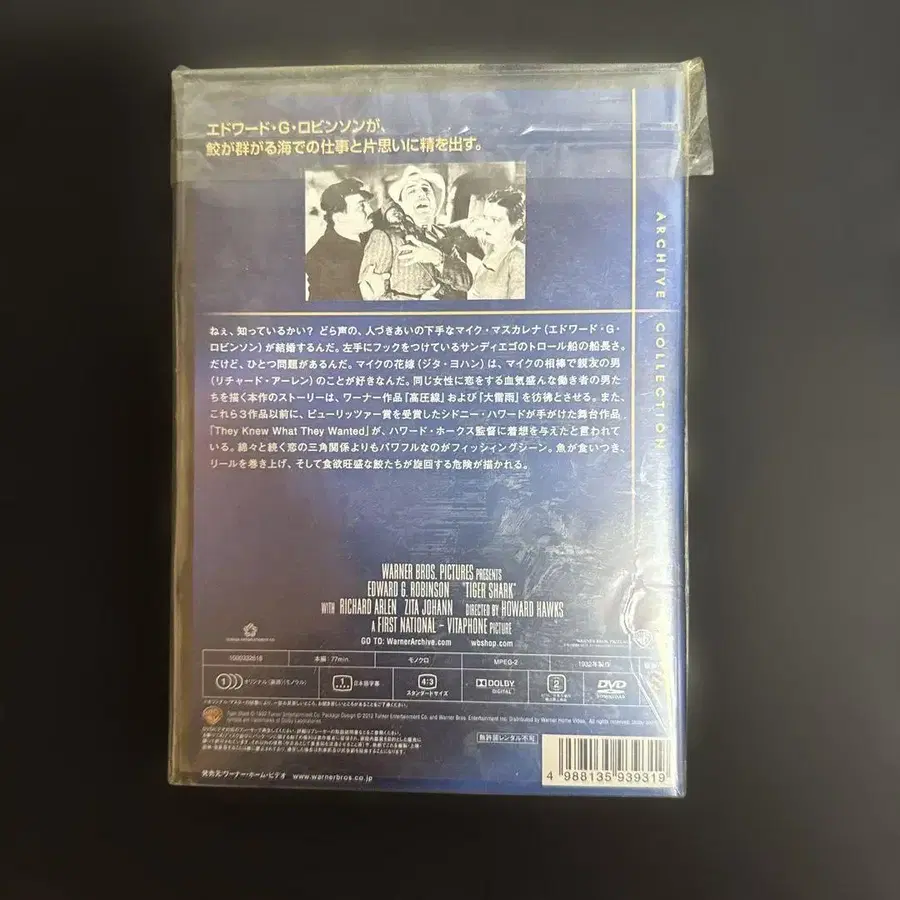 エドワード・G・ロビンソンが、
鮫が群がる海での仕事と片思いに精を出す。
ARCHIVE COLLECTION
ねぇ、知っているかい？ どら声の、人づきあいの下手なマイク・マスカレナ（エドワード・G・
ロビンソン）が結婚するんだ。左手にフックをつけているサンディエゴのトロール船の船長さ。
だけど、ひとつ問題があるんだ。マイクの花嫁（ジタ・ヨハン）は、マイクの相棒で親友の男
（リチャード・アーレン）のことが好きなんだ。同じ女性に恋をする血気盛んな働き者の男た
ちを描く本作のストーリーは、ワーナー作品「高圧線」および「大雷雨」を彷彿とさせる。また、
これら3作品以前に、ピューリッツァー賞を受賞したシドニー・ハワードが手がけた舞台作品
「They Knew What They Wanted」が、ハワード・ホークス監督に着想を与えたと言われて
いる。綿々と続く恋の三角関係よりもパワフルなのがフィッシングシーン。魚が食いつき、
リールを巻き上げ、そして食欲旺盛な鮫たちが旋回する危険が描かれる。
WARNER BROS. PICTURES PRESENTS
EDWARD G. ROBINSON "TIGER SHARK"
WITH RICHARD ARLEN ZITA JOHANN DIRECTED BY HOWARD HAWKS
A FIRST NATIONAL - VITAPHONE PICTURE
GO TO: WarnerArchive.com wbshop.com
本編：77min. モノクロ MPEG-2 1932年製作
1 オリジナル（英語）（モノラル） 1 日本語字幕 4:3 スタンダードサイズ DOLBY DIGITAL 2 DVD
無許諾レンタル不可
発売元：ワーナー・ホーム・ビデオ www.warnerbros.co.jp
4 988135 939319